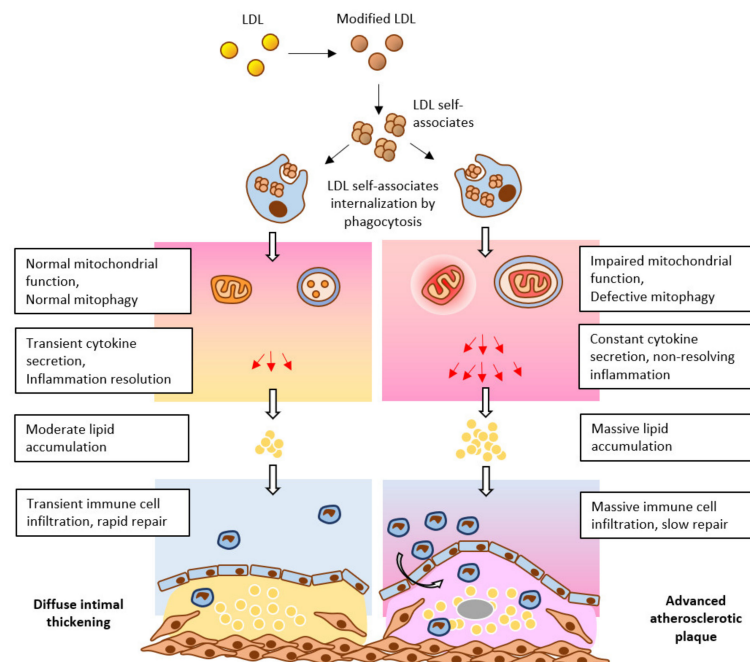 LDL
Modified LDL
LDL self-
associates
LDL self-associates
internalization by
phagocytosis
Normal mitochondrial
function,
Normal mitophagy
Impaired mitochondrial
function,
Defective mitophagy
Transient cytokine
secretion,
Inflammation resolution
Constant cytokine
secretion, non-resolving
inflammation
Moderate lipid
accumulation
Massive lipid
accumulation
Transient immune cell
infiltration, rapid repair
Massive immune cell
infiltration, slow repair
Diffuse intimal
thickening
Advanced
atherosclerotic
plaque